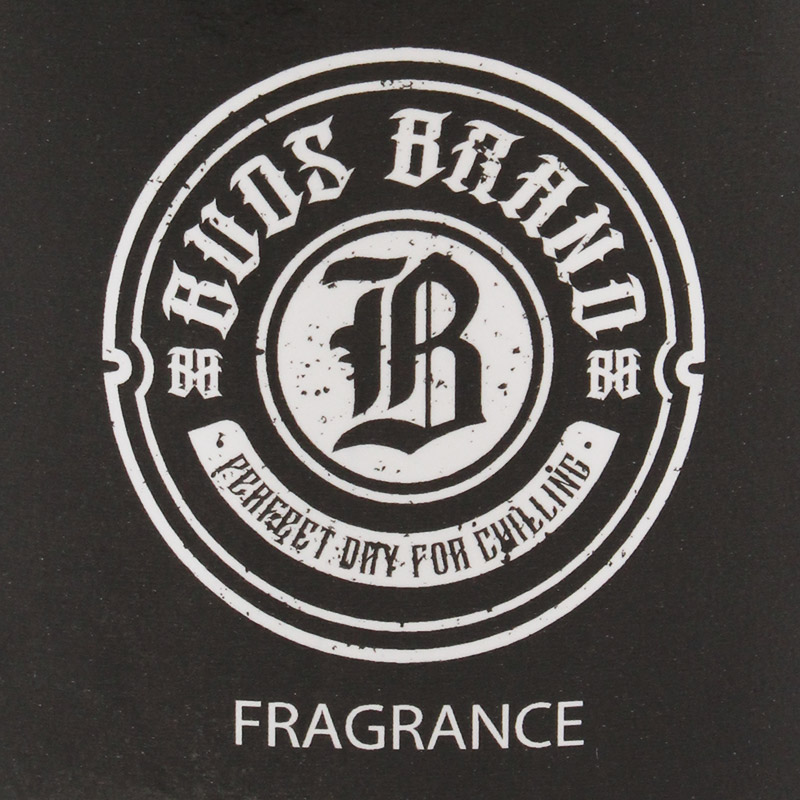 BUDS BRAND
BB
B
BB
PERFECT DAY FOR CHILLING
FRAGRANCE